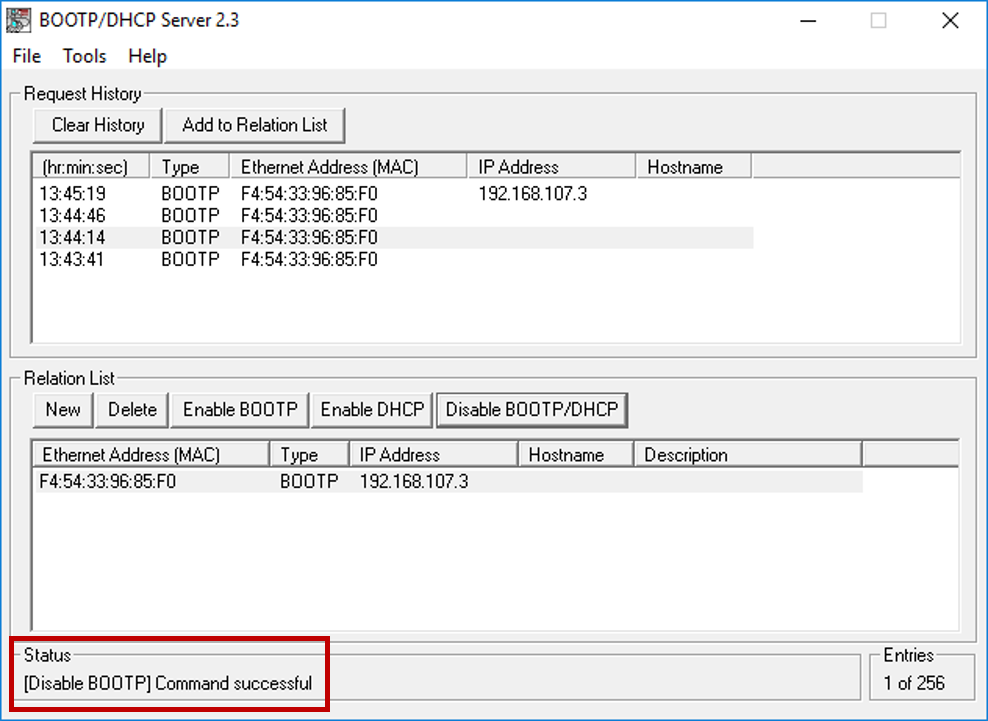 BOOTP/DHCP Server 2.3
File Tools Help
Request History
Clear History Add to Relation List
(hr:min:sec) Type Ethernet Address (MAC) IP Address Hostname
13:45:19 BOOTP F4:54:33:96:85:F0 192.168.107.3
13:44:46 BOOTP F4:54:33:96:85:F0
13:44:14 BOOTP F4:54:33:96:85:F0
13:43:41 BOOTP F4:54:33:96:85:F0
Relation List
New Delete Enable BOOTP Enable DHCP Disable BOOTP/DHCP
Ethernet Address (MAC) Type IP Address Hostname Description
F4:54:33:96:85:F0 BOOTP 192.168.107.3
Status Entries
[Disable BOOTP] Command successful 1 of 256